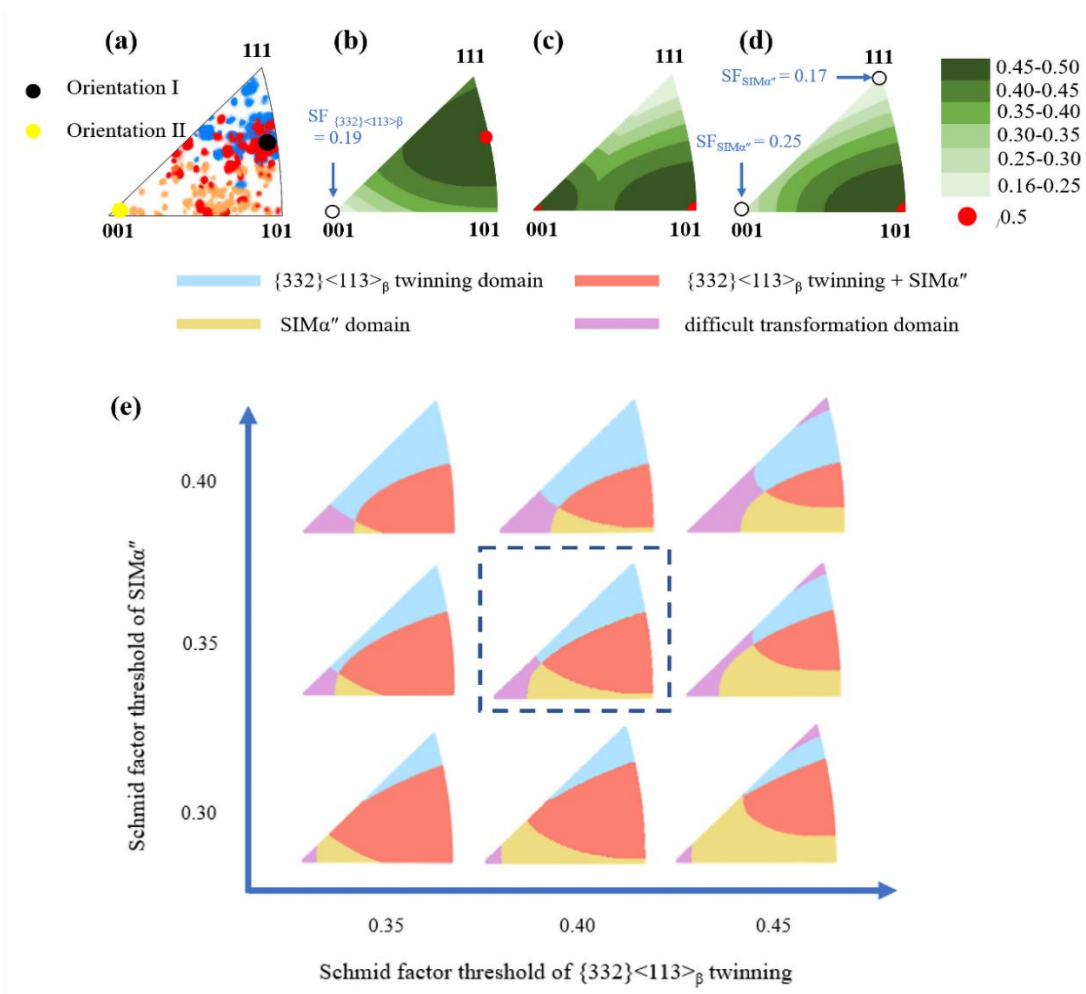 (a)
(b)
(c)
(d)
111
111
111
Orientation I
Orientation II
SF {332}<113>β
= 0.19
SFSIMα″ = 0.17
SFSIMα″ = 0.25
0.45-0.50
0.40-0.45
0.35-0.40
0.30-0.35
0.25-0.30
0.16-0.25
0.5
001
101
001
101
001
101
001
101
{332}<113>β twinning domain
{332}<113>β twinning + SIMα″
SIMα″ domain
difficult transformation domain
(e)
Schmid factor threshold of SIMα″
0.40
0.35
0.30
0.35
0.40
0.45
Schmid factor threshold of {332}<113>β twinning